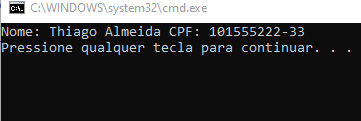 C:\WINDOWS\system32\cmd.exe
Nome: Thiago Almeida CPF: 101555222-33
Pressione qualquer tecla para continuar. . .